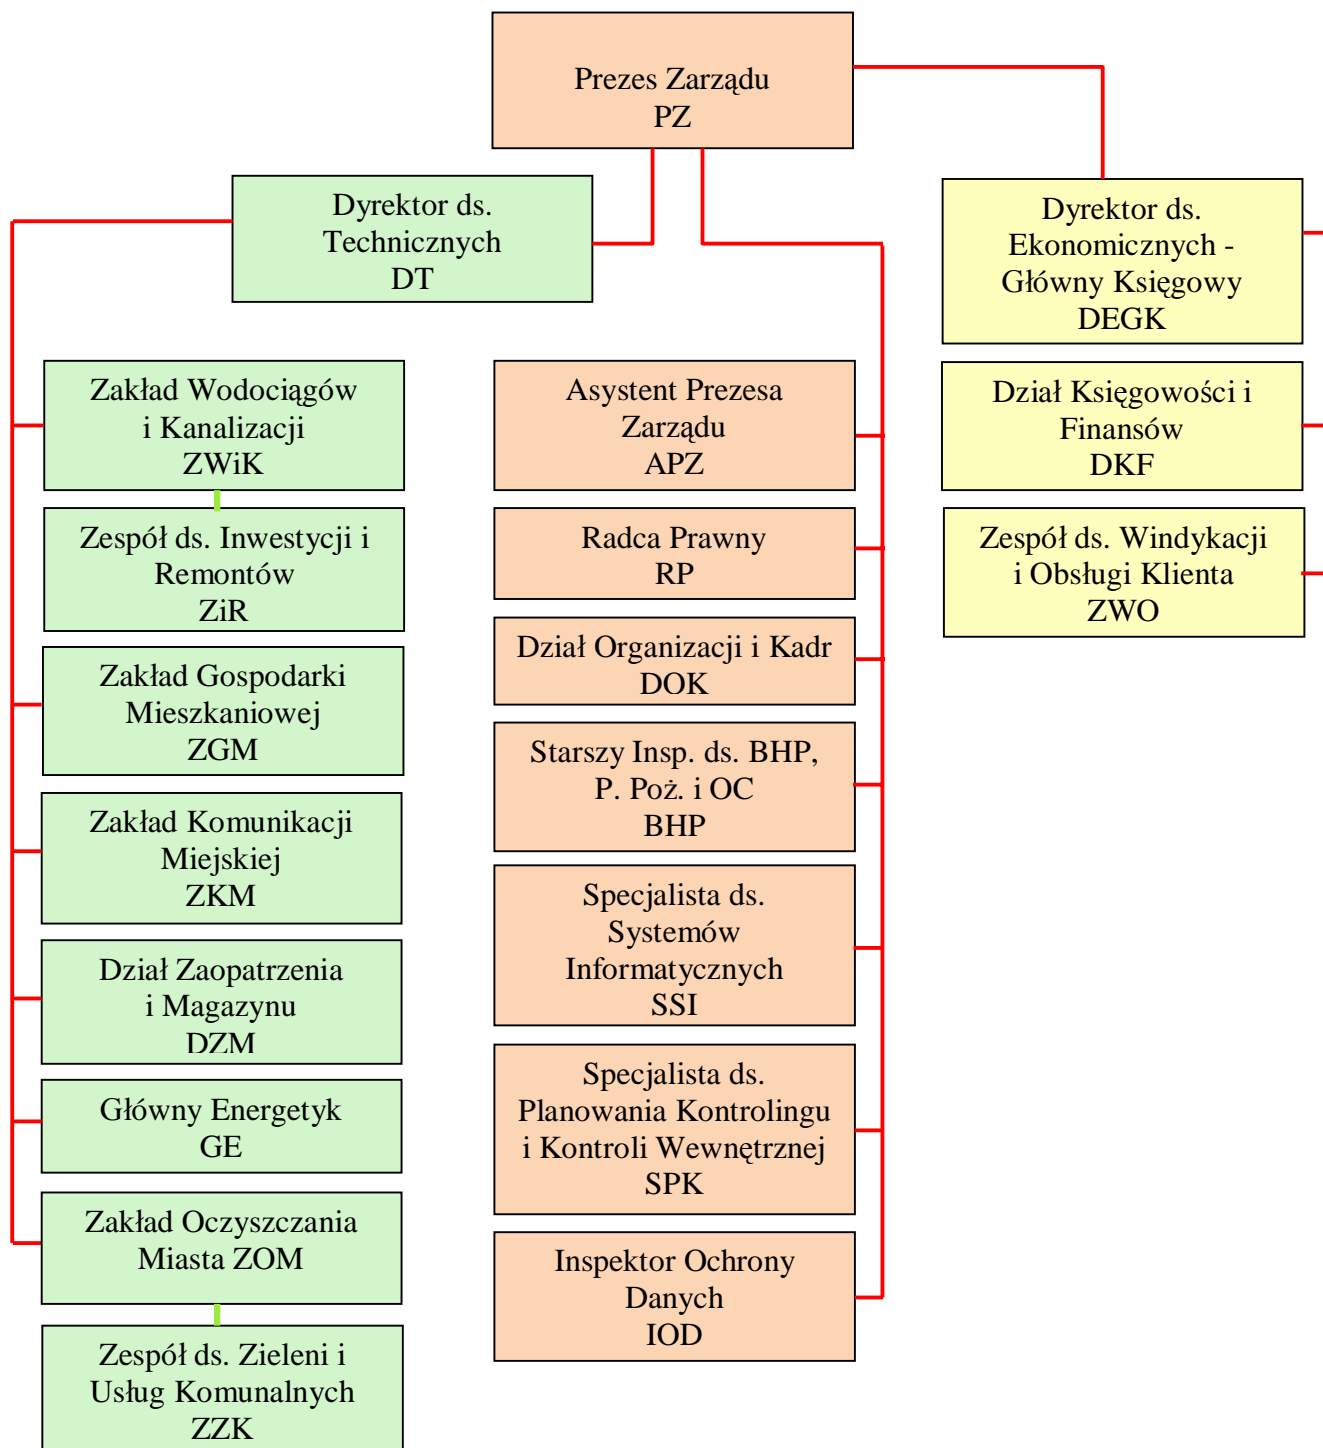 Prezes Zarządu
PZ
Dyrektor ds.
Technicznych
DT
Dyrektor ds.
Ekonomicznych -
Główny Księgowy
DEGK
Zakład Wodociągów
i Kanalizacji
ZWiK
Zespół ds. Inwestycji i
Remontów
ZiR
Zakład Gospodarki
Mieszkaniowej
ZGM
Zakład Komunikacji
Miejskiej
ZKM
Dział Zaopatrzenia
i Magazynu
DZM
Główny Energetyk
GE
Zakład Oczyszczania
Miasta ZOM
Zespół ds. Zieleni i
Usług Komunalnych
ZZK
Asystent Prezesa
Zarządu
APZ
Radca Prawny
RP
Dział Organizacji i Kadr
DOK
Starszy Insp. ds. BHP,
P. Poż. i OC
BHP
Specjalista ds.
Systemów
Informatycznych
SSI
Specjalista ds.
Planowania Kontrolingu
i Kontroli Wewnętrznej
SPK
Inspektor Ochrony
Danych
IOD
Dział Księgowości i
Finansów
DKF
Zespół ds. Windykacji
i Obsługi Klienta
ZWO